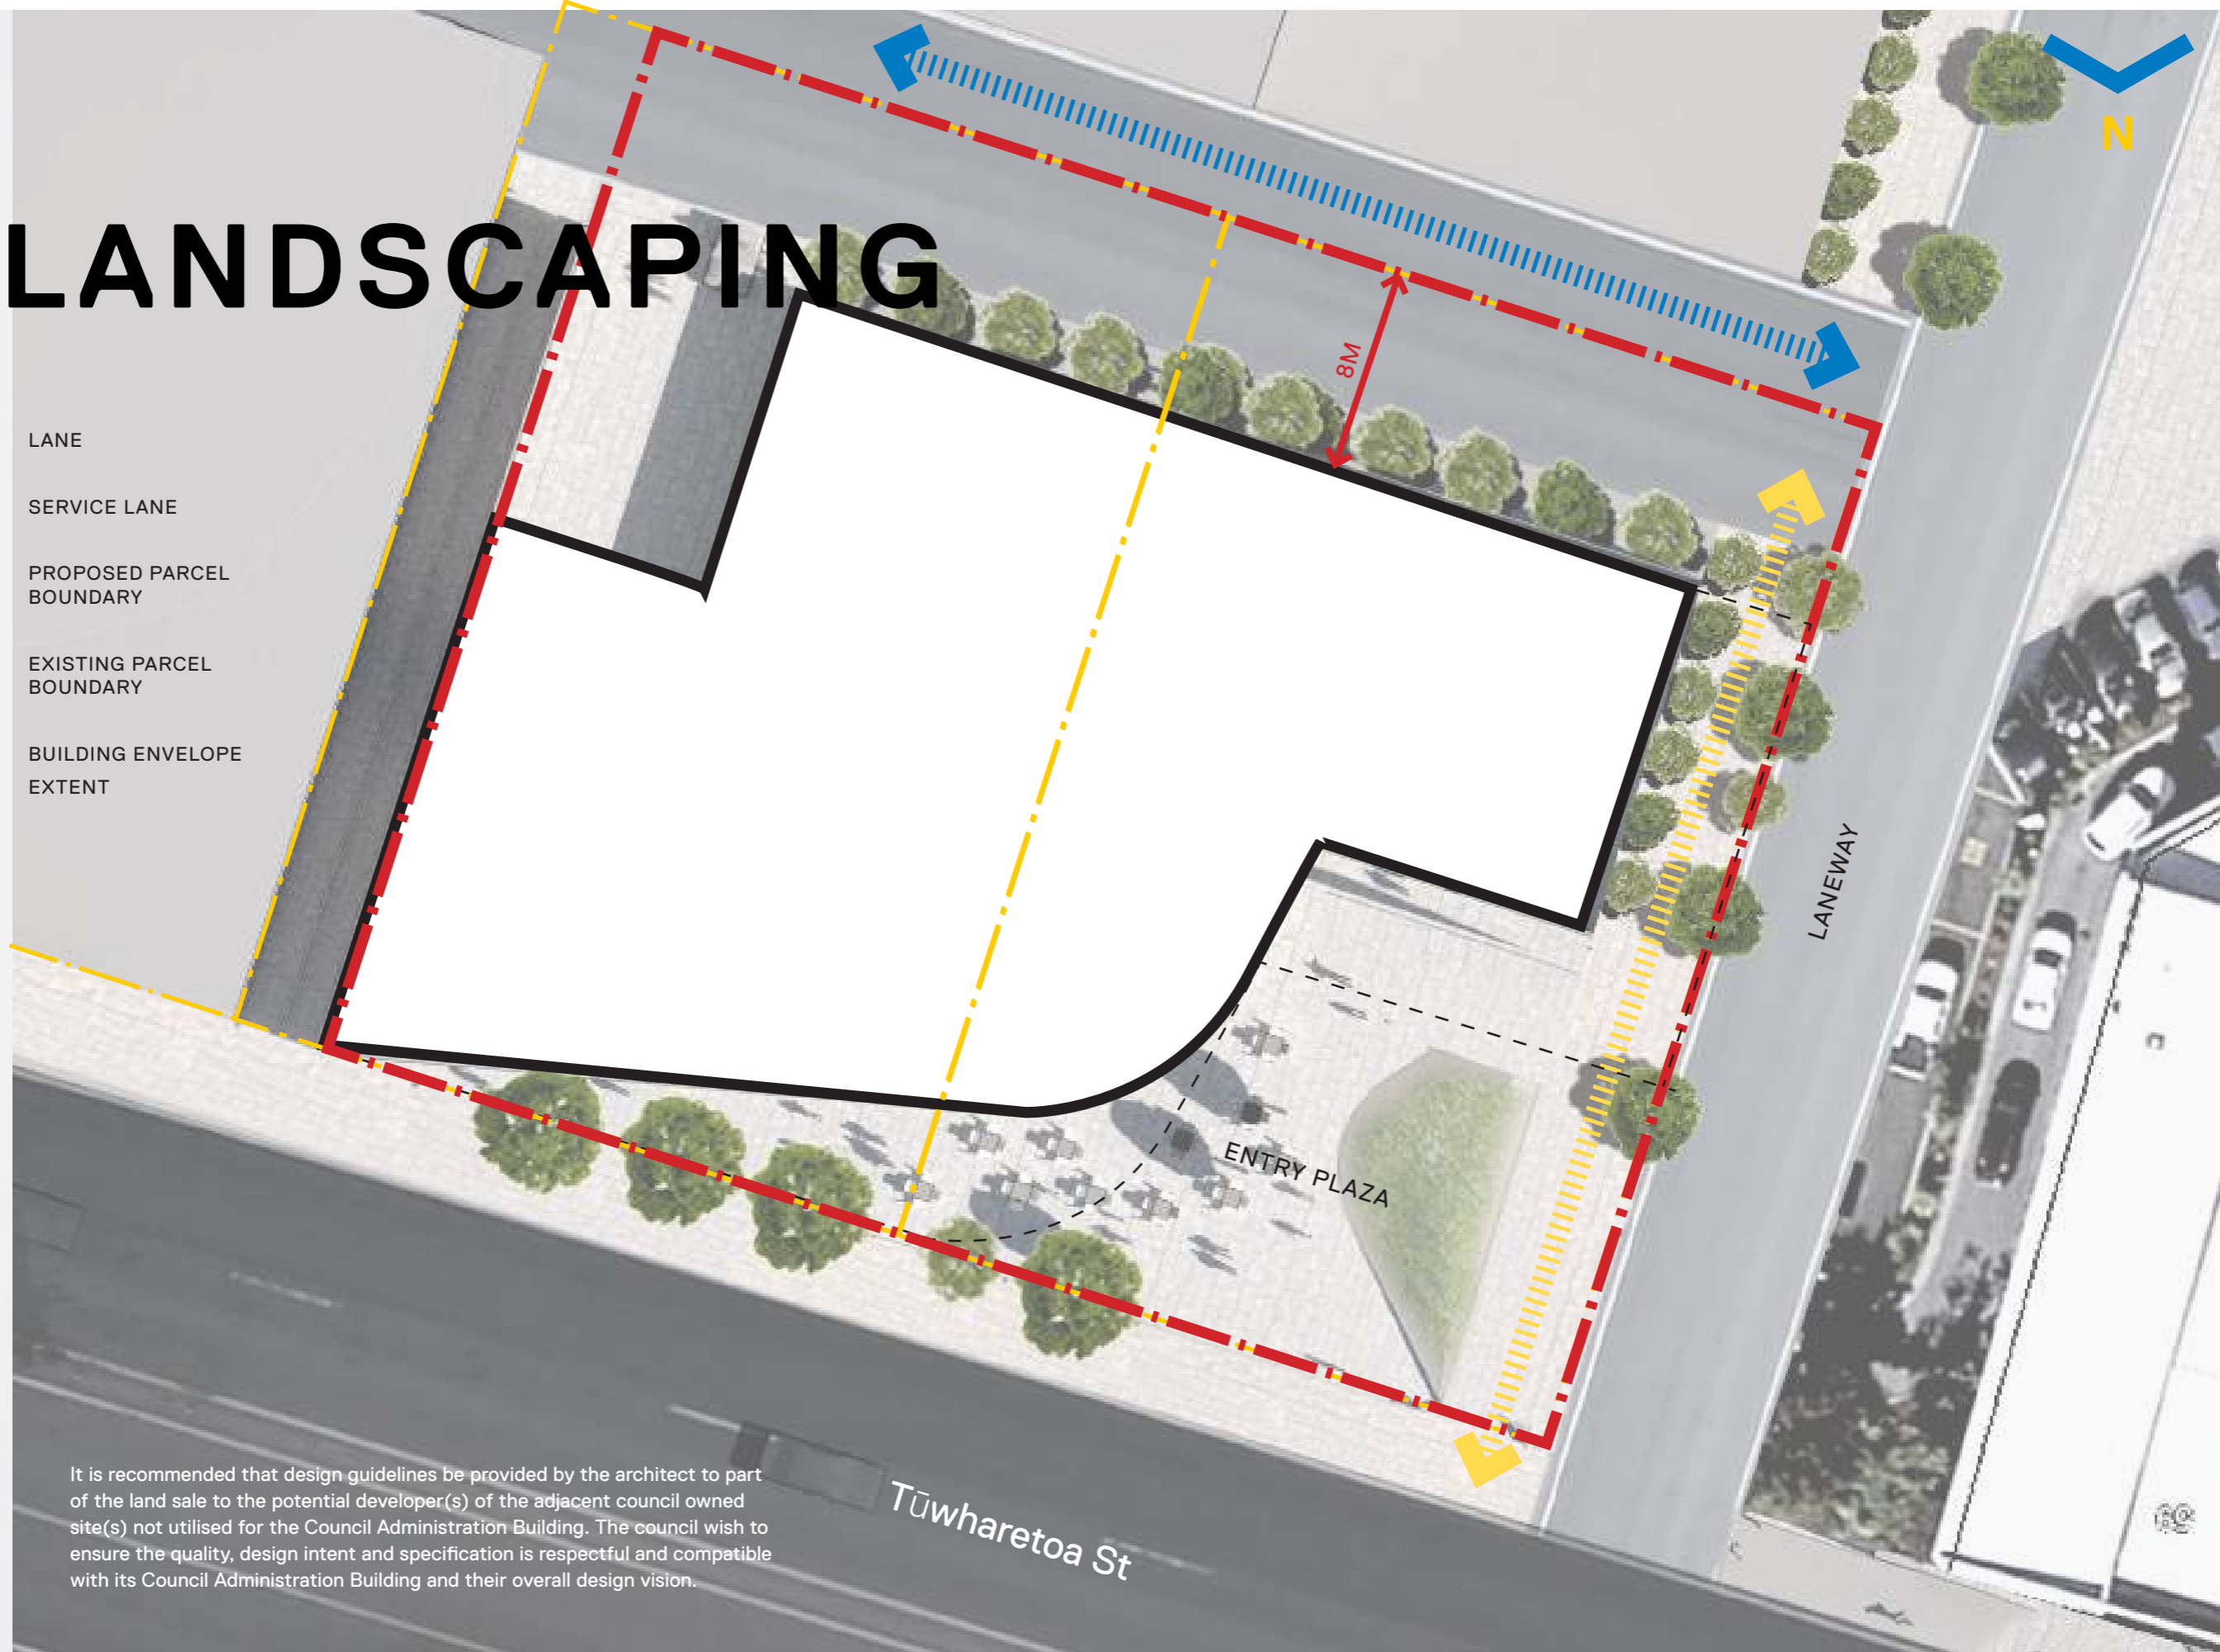 N
LANDSCAPING
8M
LANE
SERVICE LANE
PROPOSED PARCEL
BOUNDARY
EXISTING PARCEL
BOUNDARY
BUILDING ENVELOPE
EXTENT
LANEWAY
ENTRY PLAZA
Tūwharetoa St
It is recommended that design guidelines be provided by the architect to part
of the land sale to the potential developer(s) of the adjacent council owned
site(s) not utilised for the Council Administration Building. The council wish to
ensure the quality, design intent and specification is respectful and compatible
with its Council Administration Building and their overall design vision.